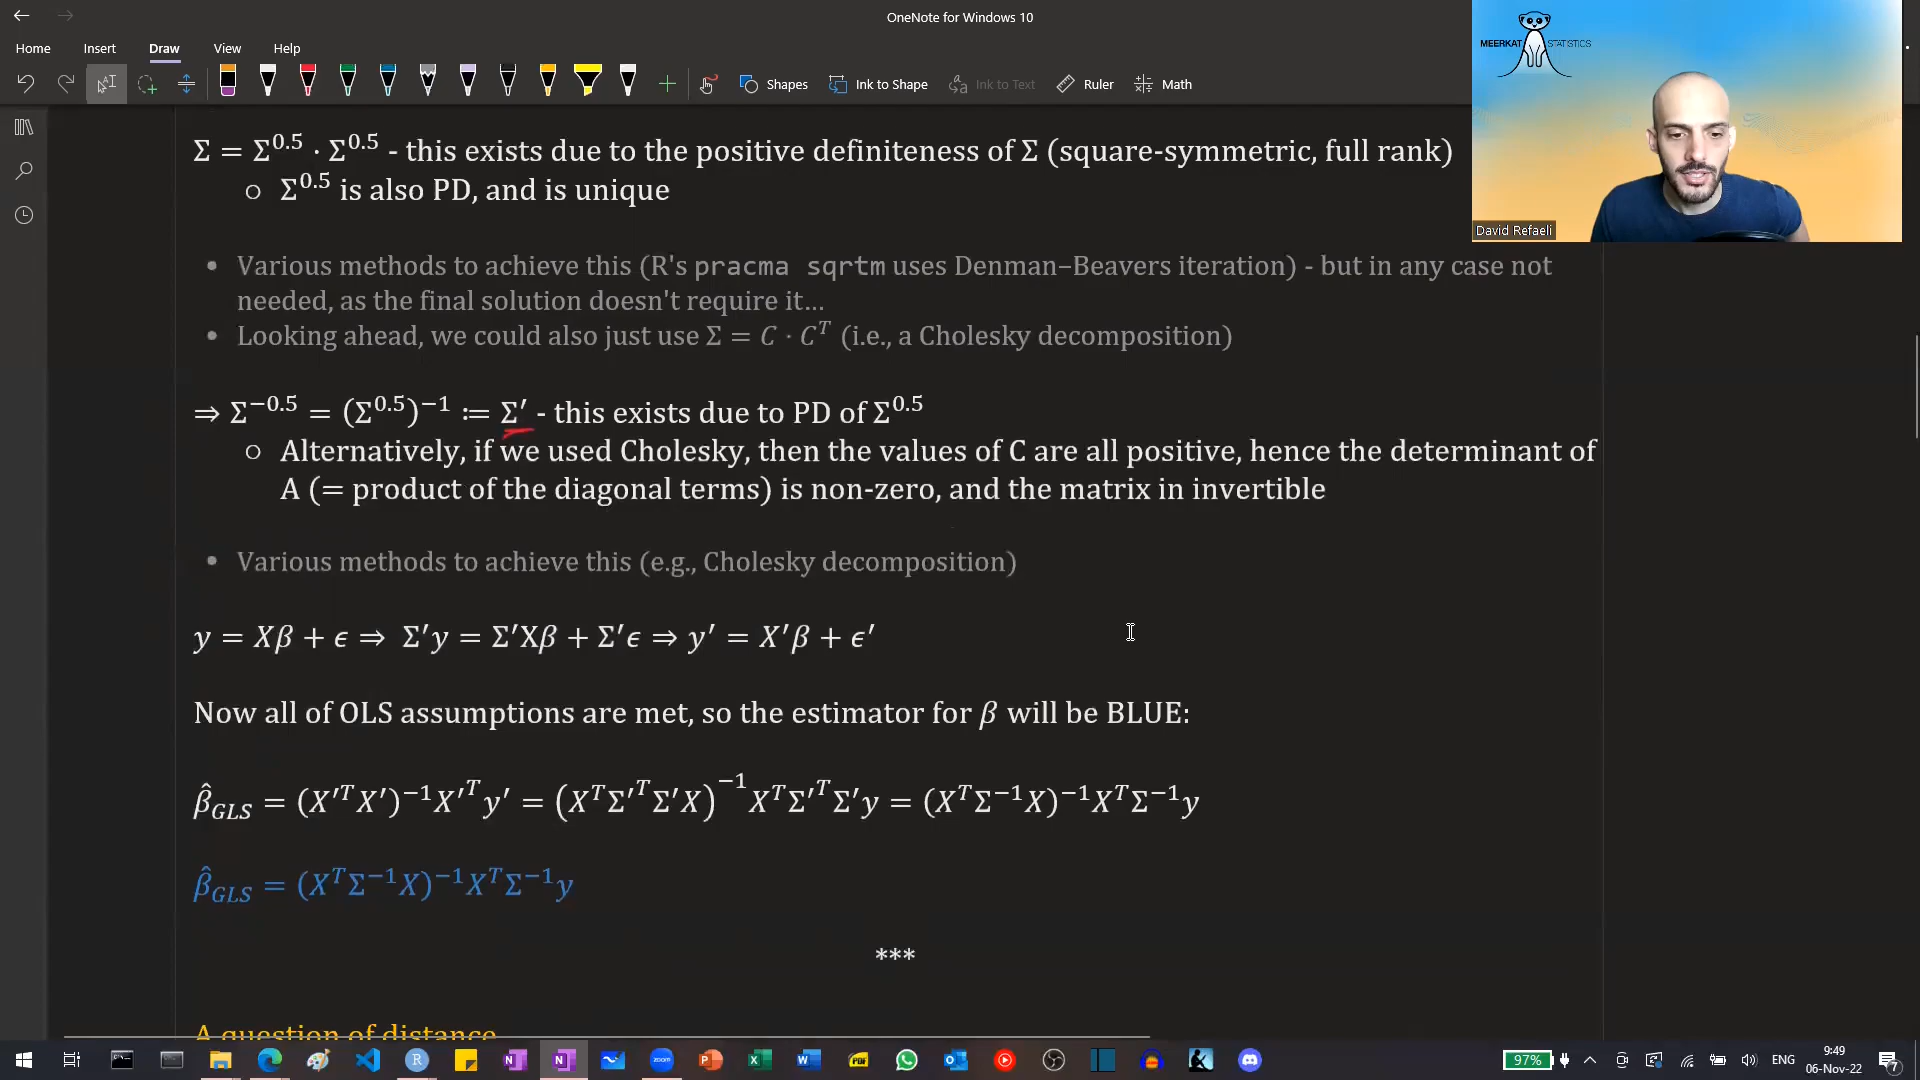 OneNote for Windows 10
Home Insert Draw View Help
Shapes Ink to Shape Ink to Text Ruler Math
MEERKAT STATISTICS
David Refaeli
Σ = Σ^0.5 · Σ^0.5 - this exists due to the positive definiteness of Σ (square-symmetric, full rank)
○ Σ^0.5 is also PD, and is unique
• Various methods to achieve this (R's pracma sqrtm uses Denman–Beavers iteration) - but in any case not
needed, as the final solution doesn't require it...
• Looking ahead, we could also just use Σ = C · C^T (i.e., a Cholesky decomposition)
⇒ Σ^−0.5 = (Σ^0.5)^−1 ≔ Σ′ - this exists due to PD of Σ^0.5
○ Alternatively, if we used Cholesky, then the values of C are all positive, hence the determinant of
A (= product of the diagonal terms) is non-zero, and the matrix in invertible
• Various methods to achieve this (e.g., Cholesky decomposition)
y = Xβ + ϵ ⇒ Σ′y = Σ′Xβ + Σ′ϵ ⇒ y′ = X′β + ϵ′
Now all of OLS assumptions are met, so the estimator for β will be BLUE:
β̂_GLS = (X′^T X′)^−1 X′^T y′ = (X^T Σ′^T Σ′X)^−1 X^T Σ′^T Σ′y = (X^T Σ^−1 X)^−1 X^T Σ^−1 y
β̂_GLS = (X^T Σ^−1 X)^−1 X^T Σ^−1 y
***
A question of distance
97% ENG 9:49
06-Nov-22